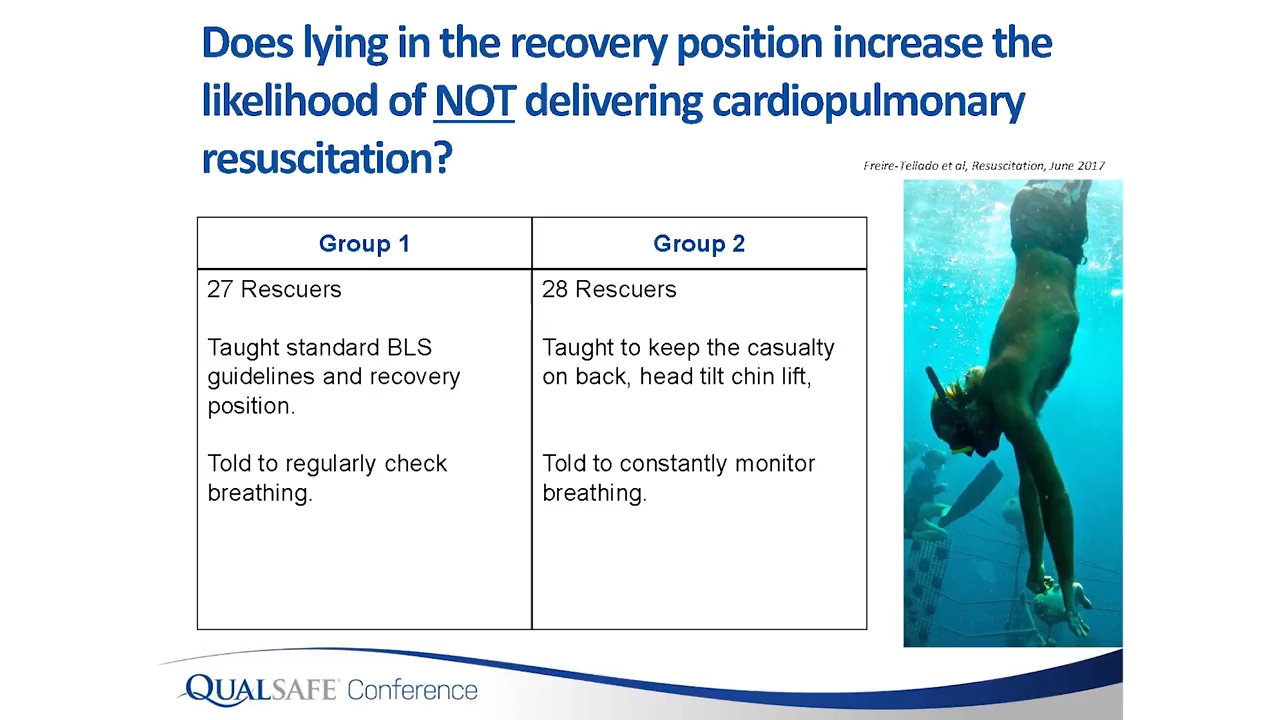 Does lying in the recovery position increase the
likelihood of NOT delivering cardiopulmonary
resuscitation?
Freire-Tellado et al, Resuscitation, June 2017
Group 1
27 Rescuers
Taught standard BLS
guidelines and recovery
position.
Told to regularly check
breathing.
Group 2
28 Rescuers
Taught to keep the casualty
on back, head tilt chin lift,
Told to constantly monitor
breathing.
QUALSAFE Conference